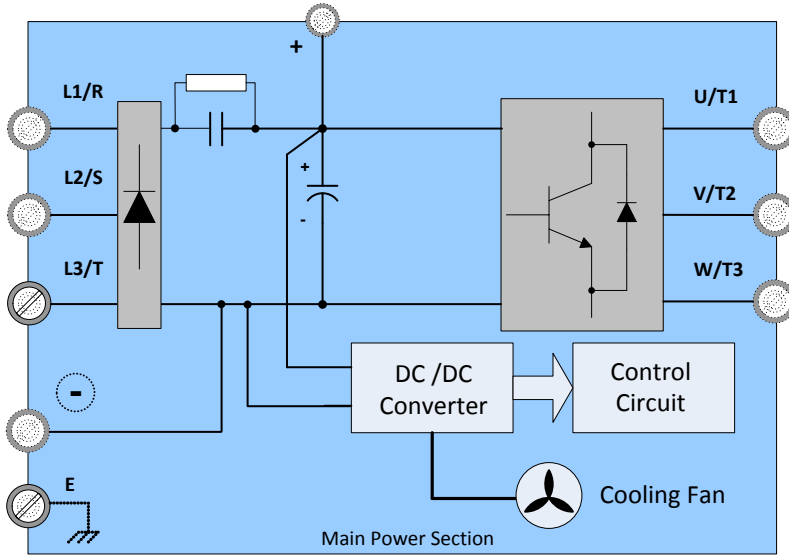 +
L1/R
U/T1
L2/S
+
-
V/T2
L3/T
W/T3
-
DC /DC
Converter
Control
Circuit
E
Cooling Fan
Main Power Section